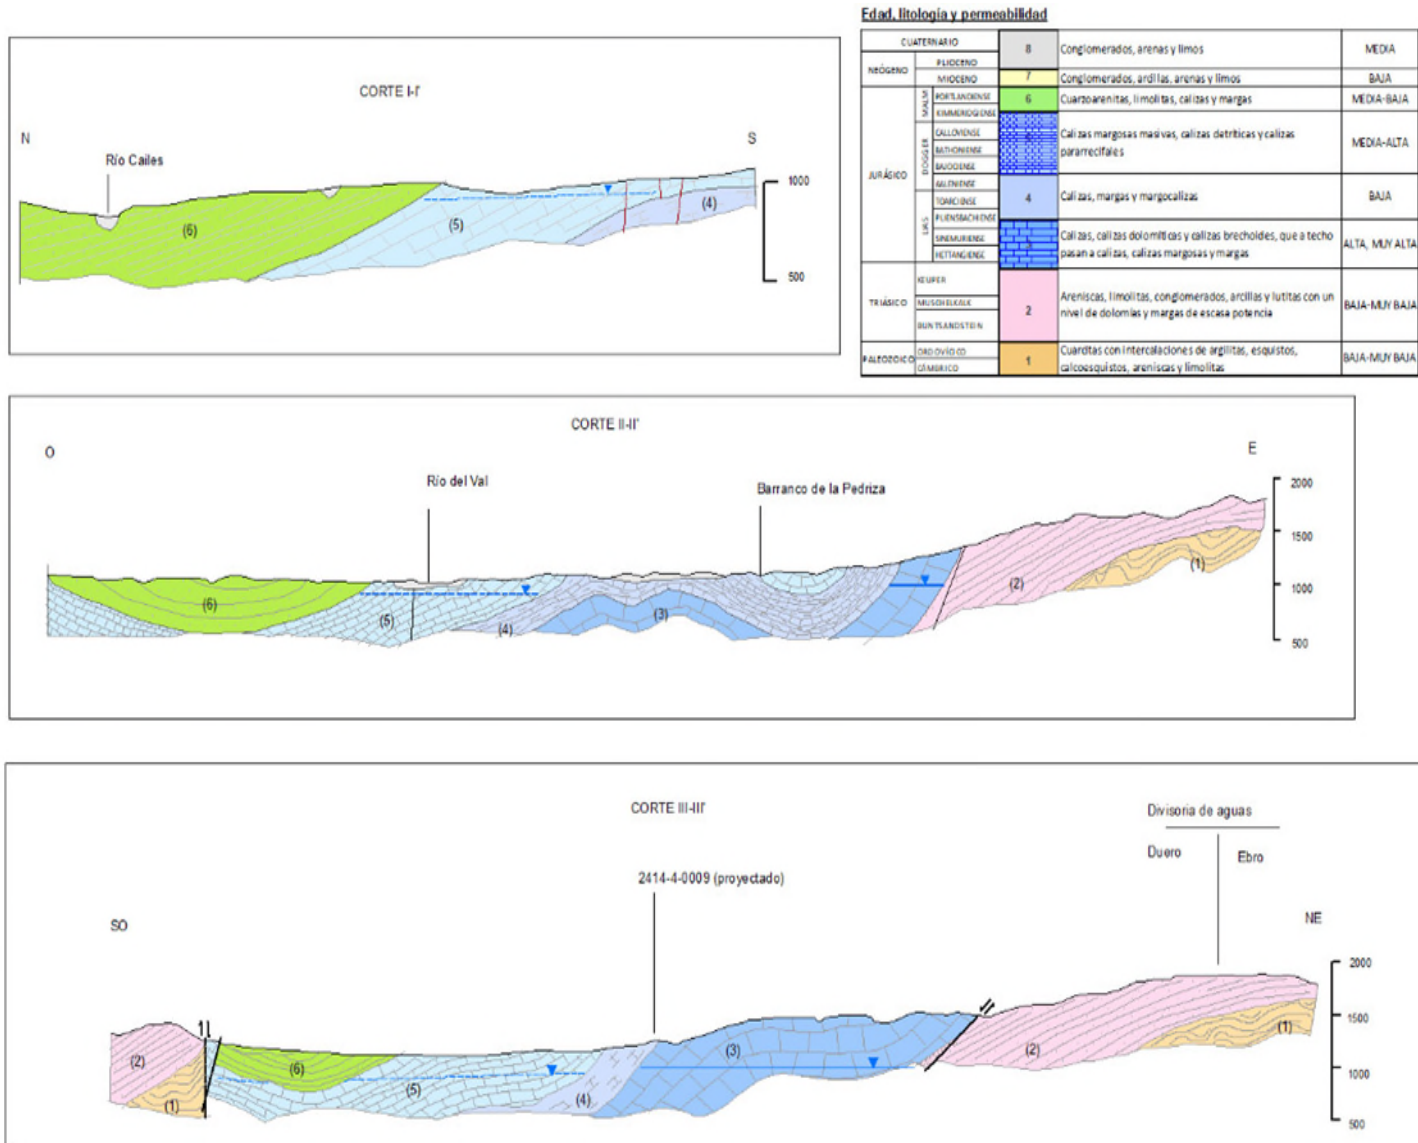 Edad, litología y permeabilidad
CUATERNARIO 8 Conglomerados, arenas y limos MEDIA
NEÓGENO PLIOCENO
MIOCENO 7 Conglomerados, arcillas, arenas y limos BAJA
JURÁSICO MALM PORTLANDIENSE 6 Cuarzoarenitas, limolitas, calizas y margas MEDIA-BAJA
KIMMERIDGIENSE
DOGGER CALLOVIENSE
BATHONIENSE
BAJOCIENSE
Calizas margosas masivas, calizas detríticas y calizas
pararrecifales
MEDIA-ALTA
AALENIENSE
LIAS TOARCIENSE 4 Calizas, margas y margocalizas BAJA
PLIENSBACHIENSE
SINEMURIENSE
HETTANGIENSE
Calizas, calizas dolomíticas y calizas brechoides, que a techo
pasan a calizas, calizas margosas y margas
ALTA, MUY ALTA
TRIÁSICO KEUPER
MUSCHELKALK
BUNTSANDSTEIN
2
Areniscas, limolitas, conglomerados, arcillas y lutitas con un
nivel de dolomías y margas de escasa potencia
BAJA-MUY BAJA
PALEOZOICO ORDOVÍCICO
CÁMBRICO
1
Cuarcitas con intercalaciones de argilitas, esquistos,
calcoesquistos, areniscas y limolitas
BAJA-MUY BAJA
CORTE I-I'
N
S
Río Cailes
1000
(4)
(6)
(5)
500
CORTE II-II'
O
E
Río del Val
Barranco de la Pedriza
2000
1500
(1)
(2)
1000
(6)
(3)
(5)
(4)
500
CORTE III-III'
Divisoria de aguas
Duero
Ebro
2414-4-0009 (proyectado)
SO
NE
2000
1500
(1)
(2)
(3)
(2)
(6)
1000
(5)
(4)
(1)
500